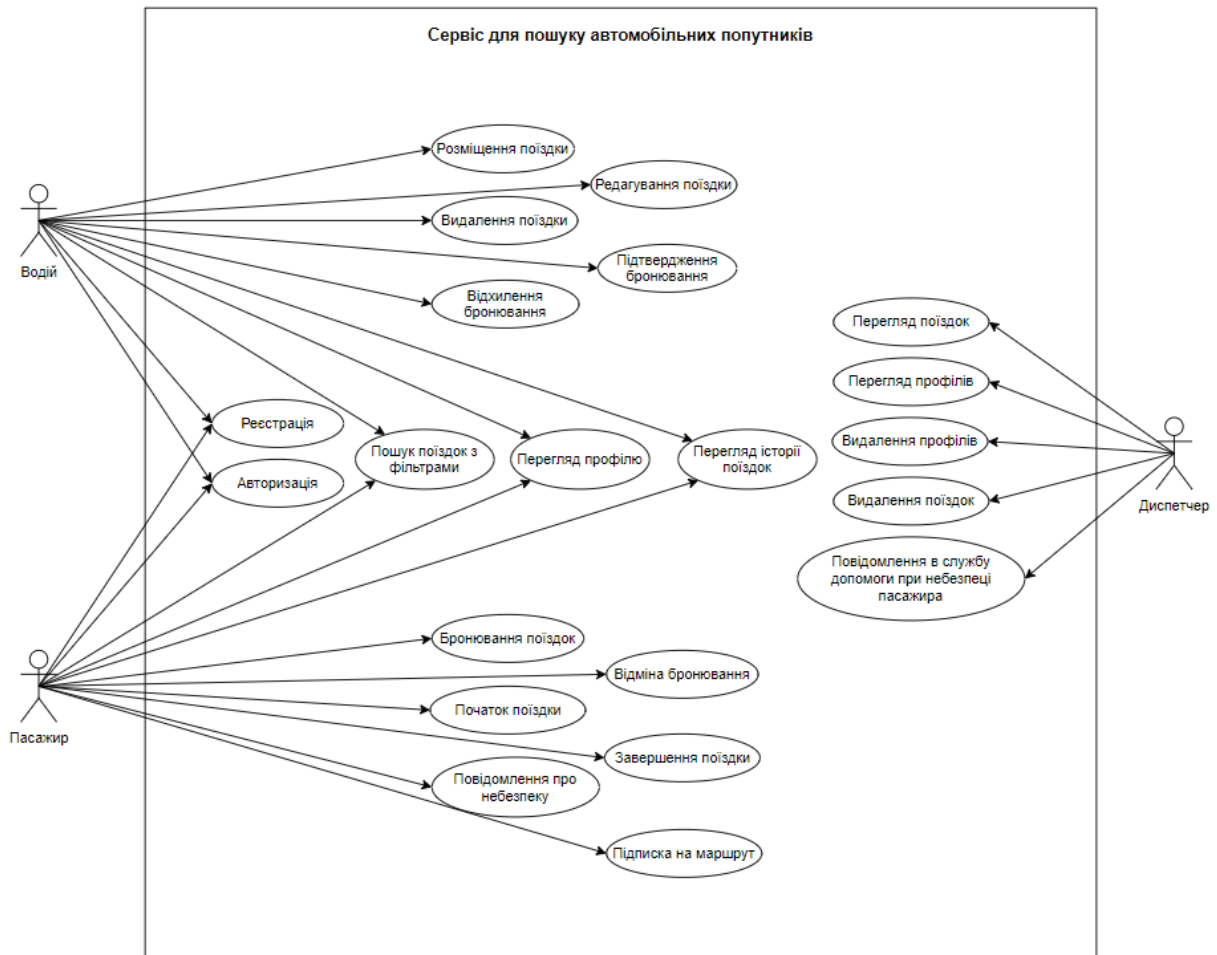 Сервіс для пошуку автомобільних попутників
Розміщення поїздки
Редагування поїздки
Видалення поїздки
Водій
Підтвердження
бронювання
Відхилення
бронювання
Перегляд поїздок
Перегляд профілів
Реєстрація
Пошук поїздок з
фільтрами
Перегляд профілю
Перегляд історії
поїздок
Видалення профілів
Авторизація
Видалення поїздок
Диспетчер
Повідомлення в службу
допомоги при небезпеці
пасажира
Бронювання поїздок
Відміна бронювання
Початок поїздки
Пасажир
Завершення поїздки
Повідомлення про
небезпеку
Підписка на маршрут